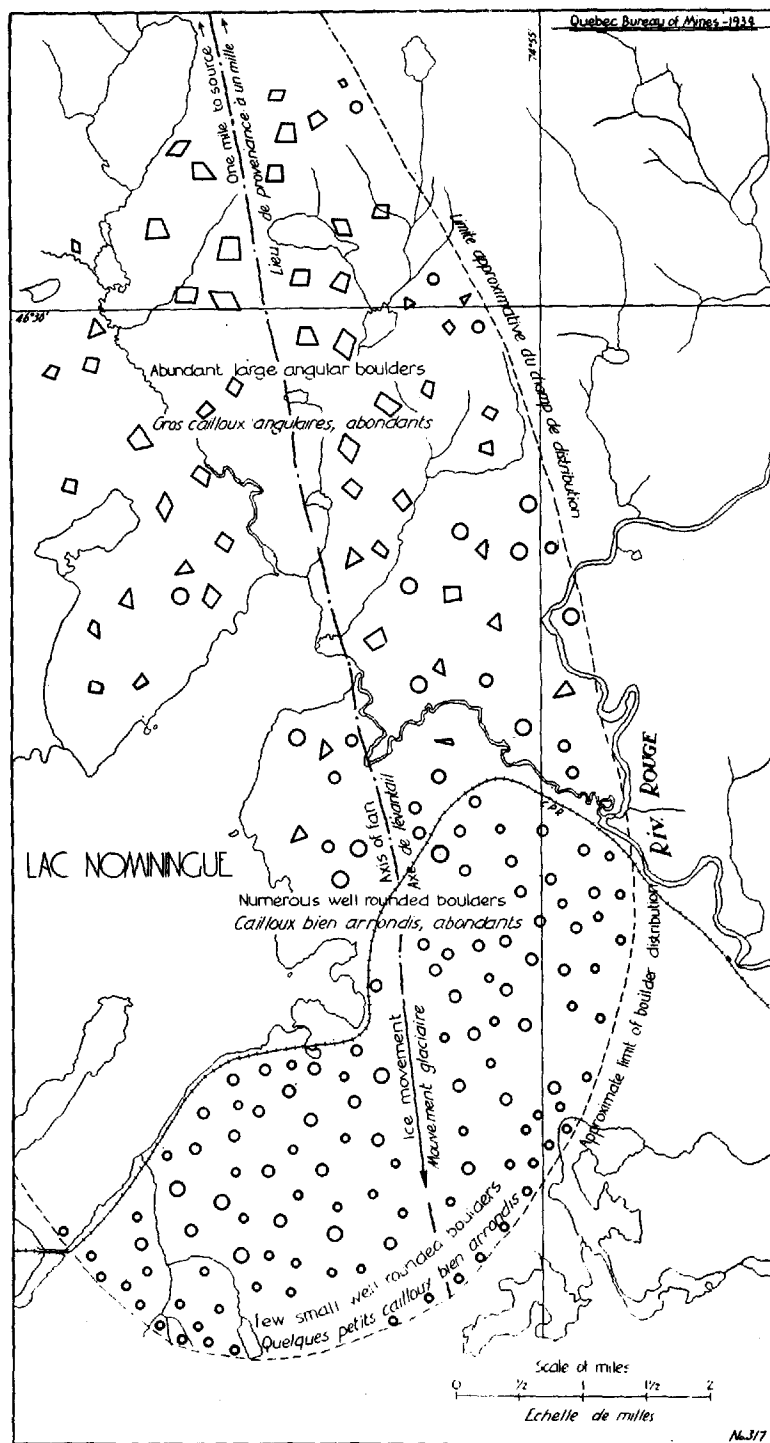 Quebec Bureau of Mines-1934
74°55'
One mile to source
Lieu de provenance à un mille
Limite approximative du champ de distribution
46°30'
Abundant large angular boulders
Gros cailloux angulaires, abondants
Riv. ROUGE
C.P.R.
Axis of fan
Axe de l'évantail
LAC NOMININGUE
Numerous well rounded boulders
Cailloux bien arrondis, abondants
Approximate limit of boulder distribution
Ice movement
Mouvement glaciaire
few small well rounded boulders
Quelques petits cailloux bien arrondis
Scale of miles
0 1/2 1 1 1/2 2
Echelle de milles
No. 317